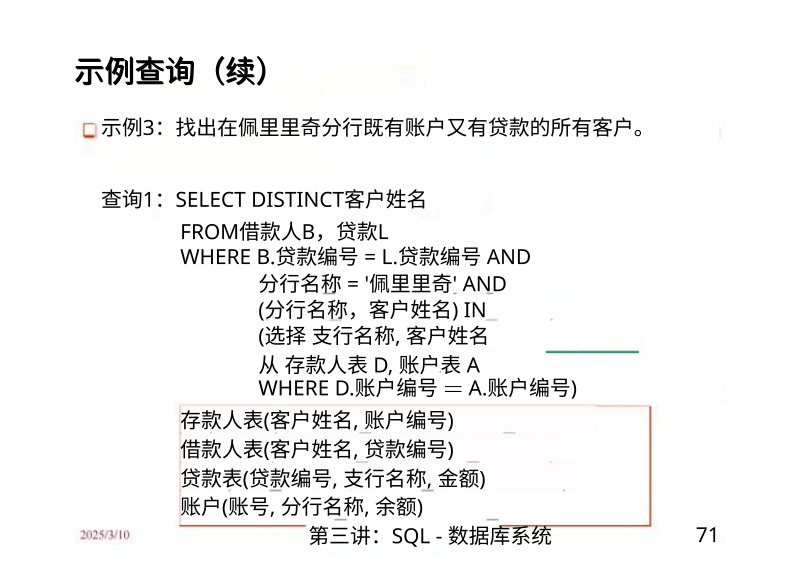 示例查询（续）
示例3：找出在佩里里奇分行既有账户又有贷款的所有客户。
查询1：SELECT DISTINCT客户姓名
FROM借款人B，贷款L
WHERE B.贷款编号 = L.贷款编号 AND
分行名称 = '佩里里奇' AND
(分行名称，客户姓名) IN
(选择 支行名称, 客户姓名
从 存款人表 D, 账户表 A
WHERE D.账户编号 = A.账户编号)
存款人表(客户姓名, 账户编号)
借款人表(客户姓名, 贷款编号)
贷款表(贷款编号, 支行名称, 金额)
账户(账号, 分行名称, 余额)
2025/3/10
第三讲：SQL - 数据库系统
71